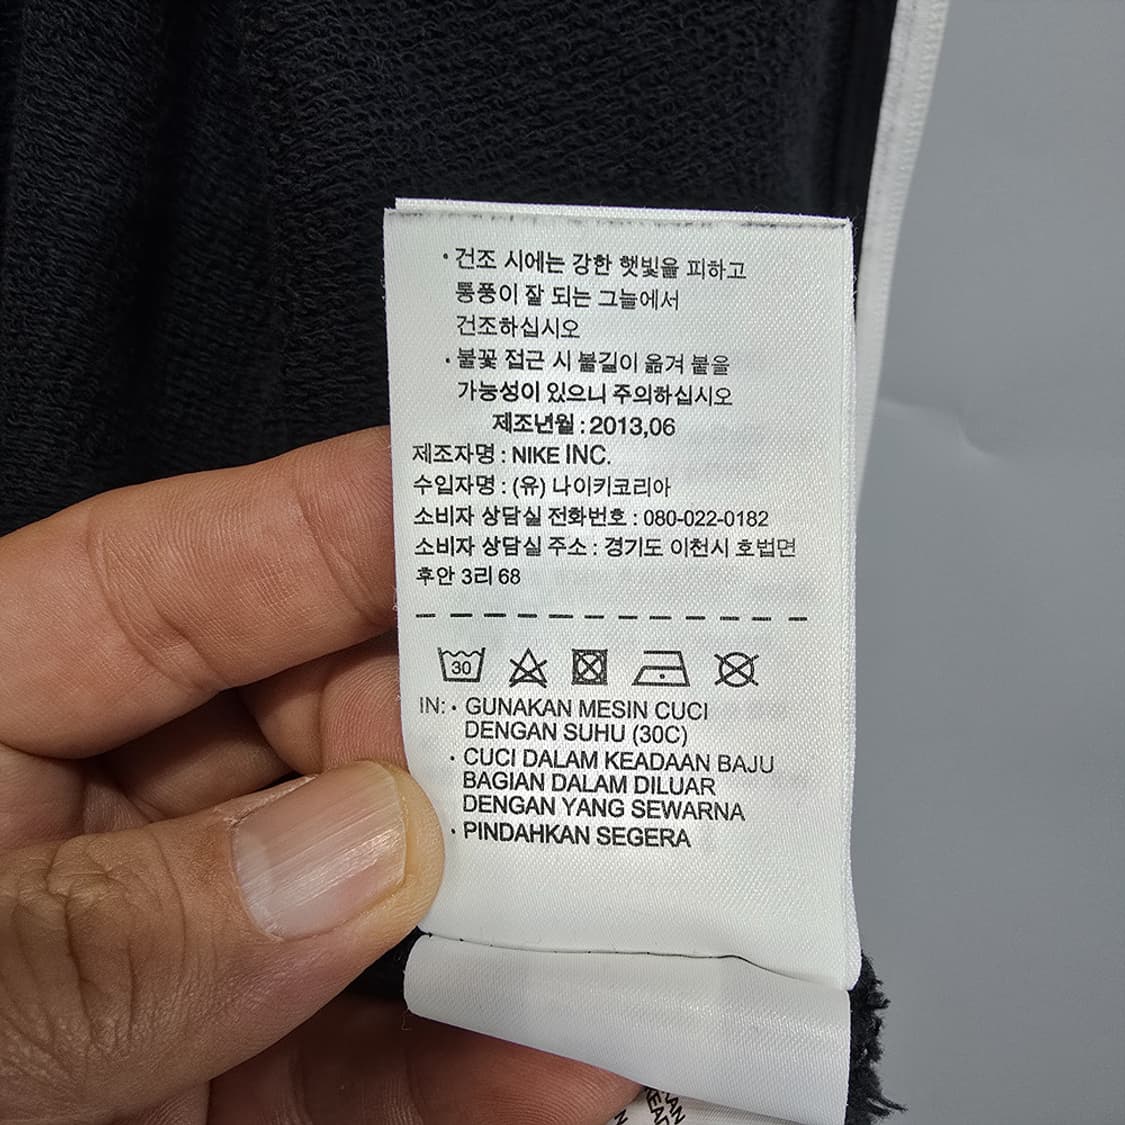 · 건조 시에는 강한 햇빛을 피하고
통풍이 잘 되는 그늘에서
건조하십시오
· 불꽃 접근 시 불길이 옮겨 붙을
가능성이 있으니 주의하십시오
제조년월 : 2013,06
제조자명 : NIKE INC.
수입자명 : (유) 나이키코리아
소비자 상담실 전화번호 : 080-022-0182
소비자 상담실 주소 : 경기도 이천시 호법면
후안 3리 68
30
IN: · GUNAKAN MESIN CUCI
DENGAN SUHU (30C)
· CUCI DALAM KEADAAN BAJU
BAGIAN DALAM DILUAR
DENGAN YANG SEWARNA
· PINDAHKAN SEGERA